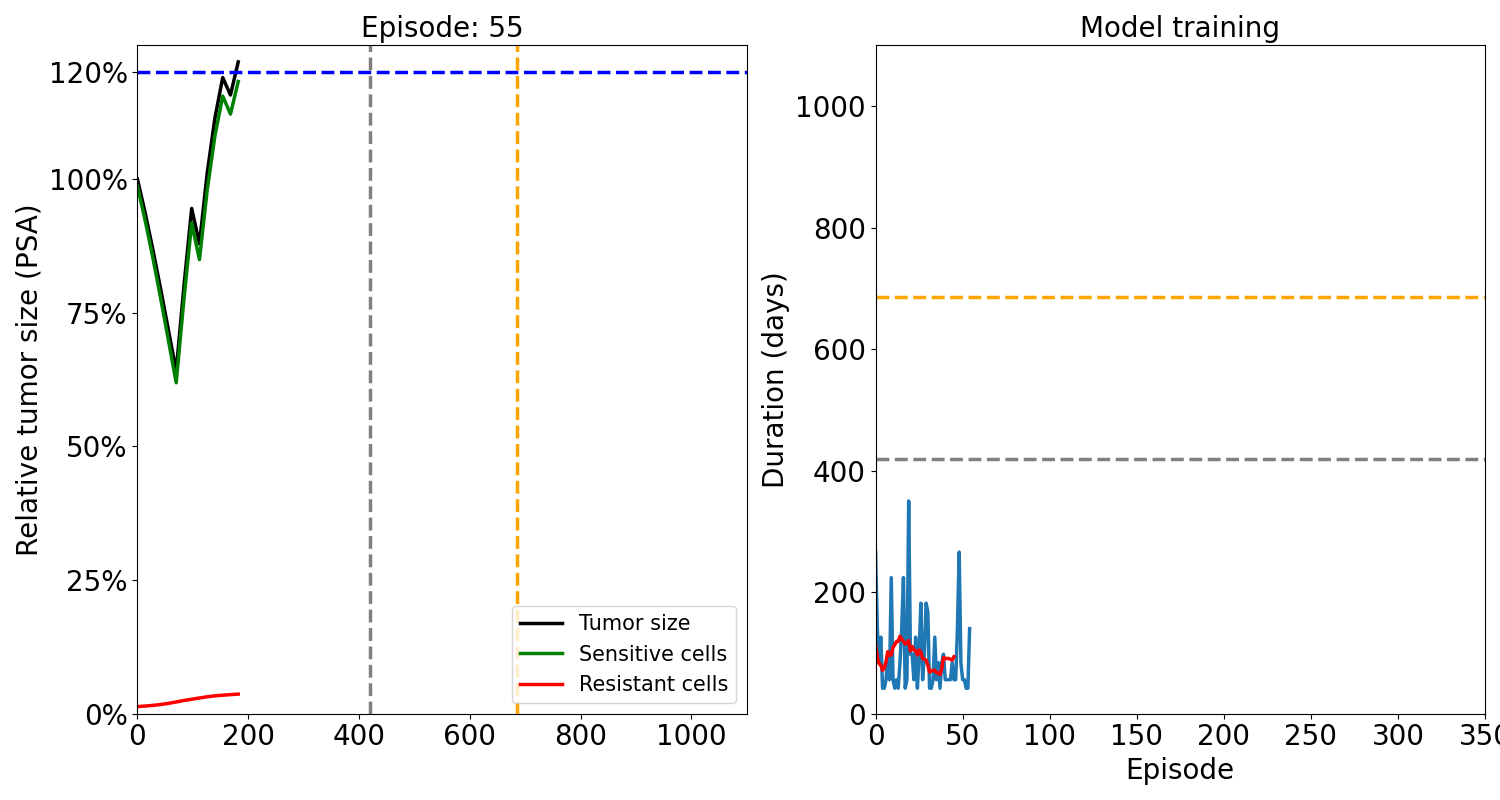 Episode: 55
Relative tumor size (PSA)
120%
100%
75%
50%
25%
0%
0 200 400 600 800 1000
Tumor size
Sensitive cells
Resistant cells
Model training
Duration (days)
1000
800
600
400
200
0
0 50 100 150 200 250 300 350
Episode